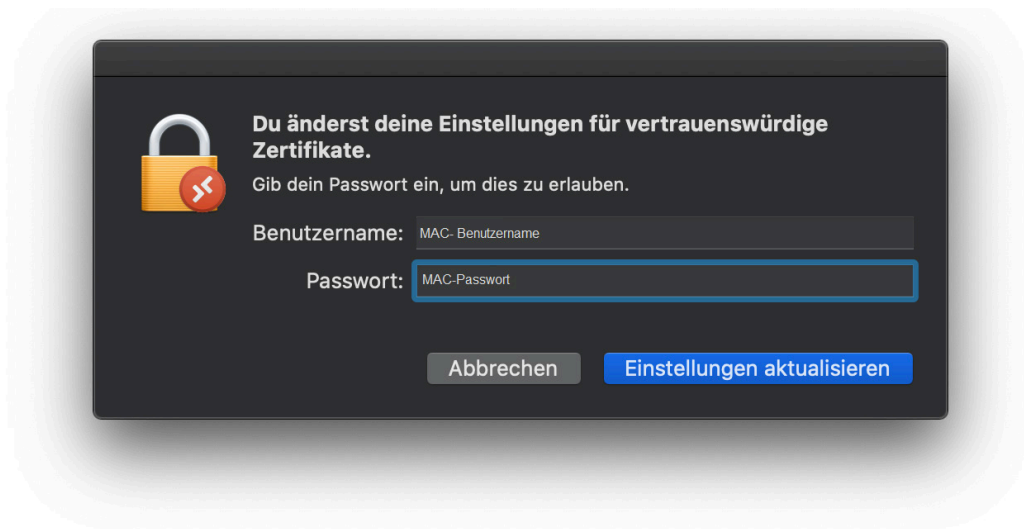 Du änderst deine Einstellungen für vertrauenswürdige
Zertifikate.
Gib dein Passwort ein, um dies zu erlauben.
Benutzername: MAC- Benutzername
Passwort: MAC-Passwort
Abbrechen Einstellungen aktualisieren